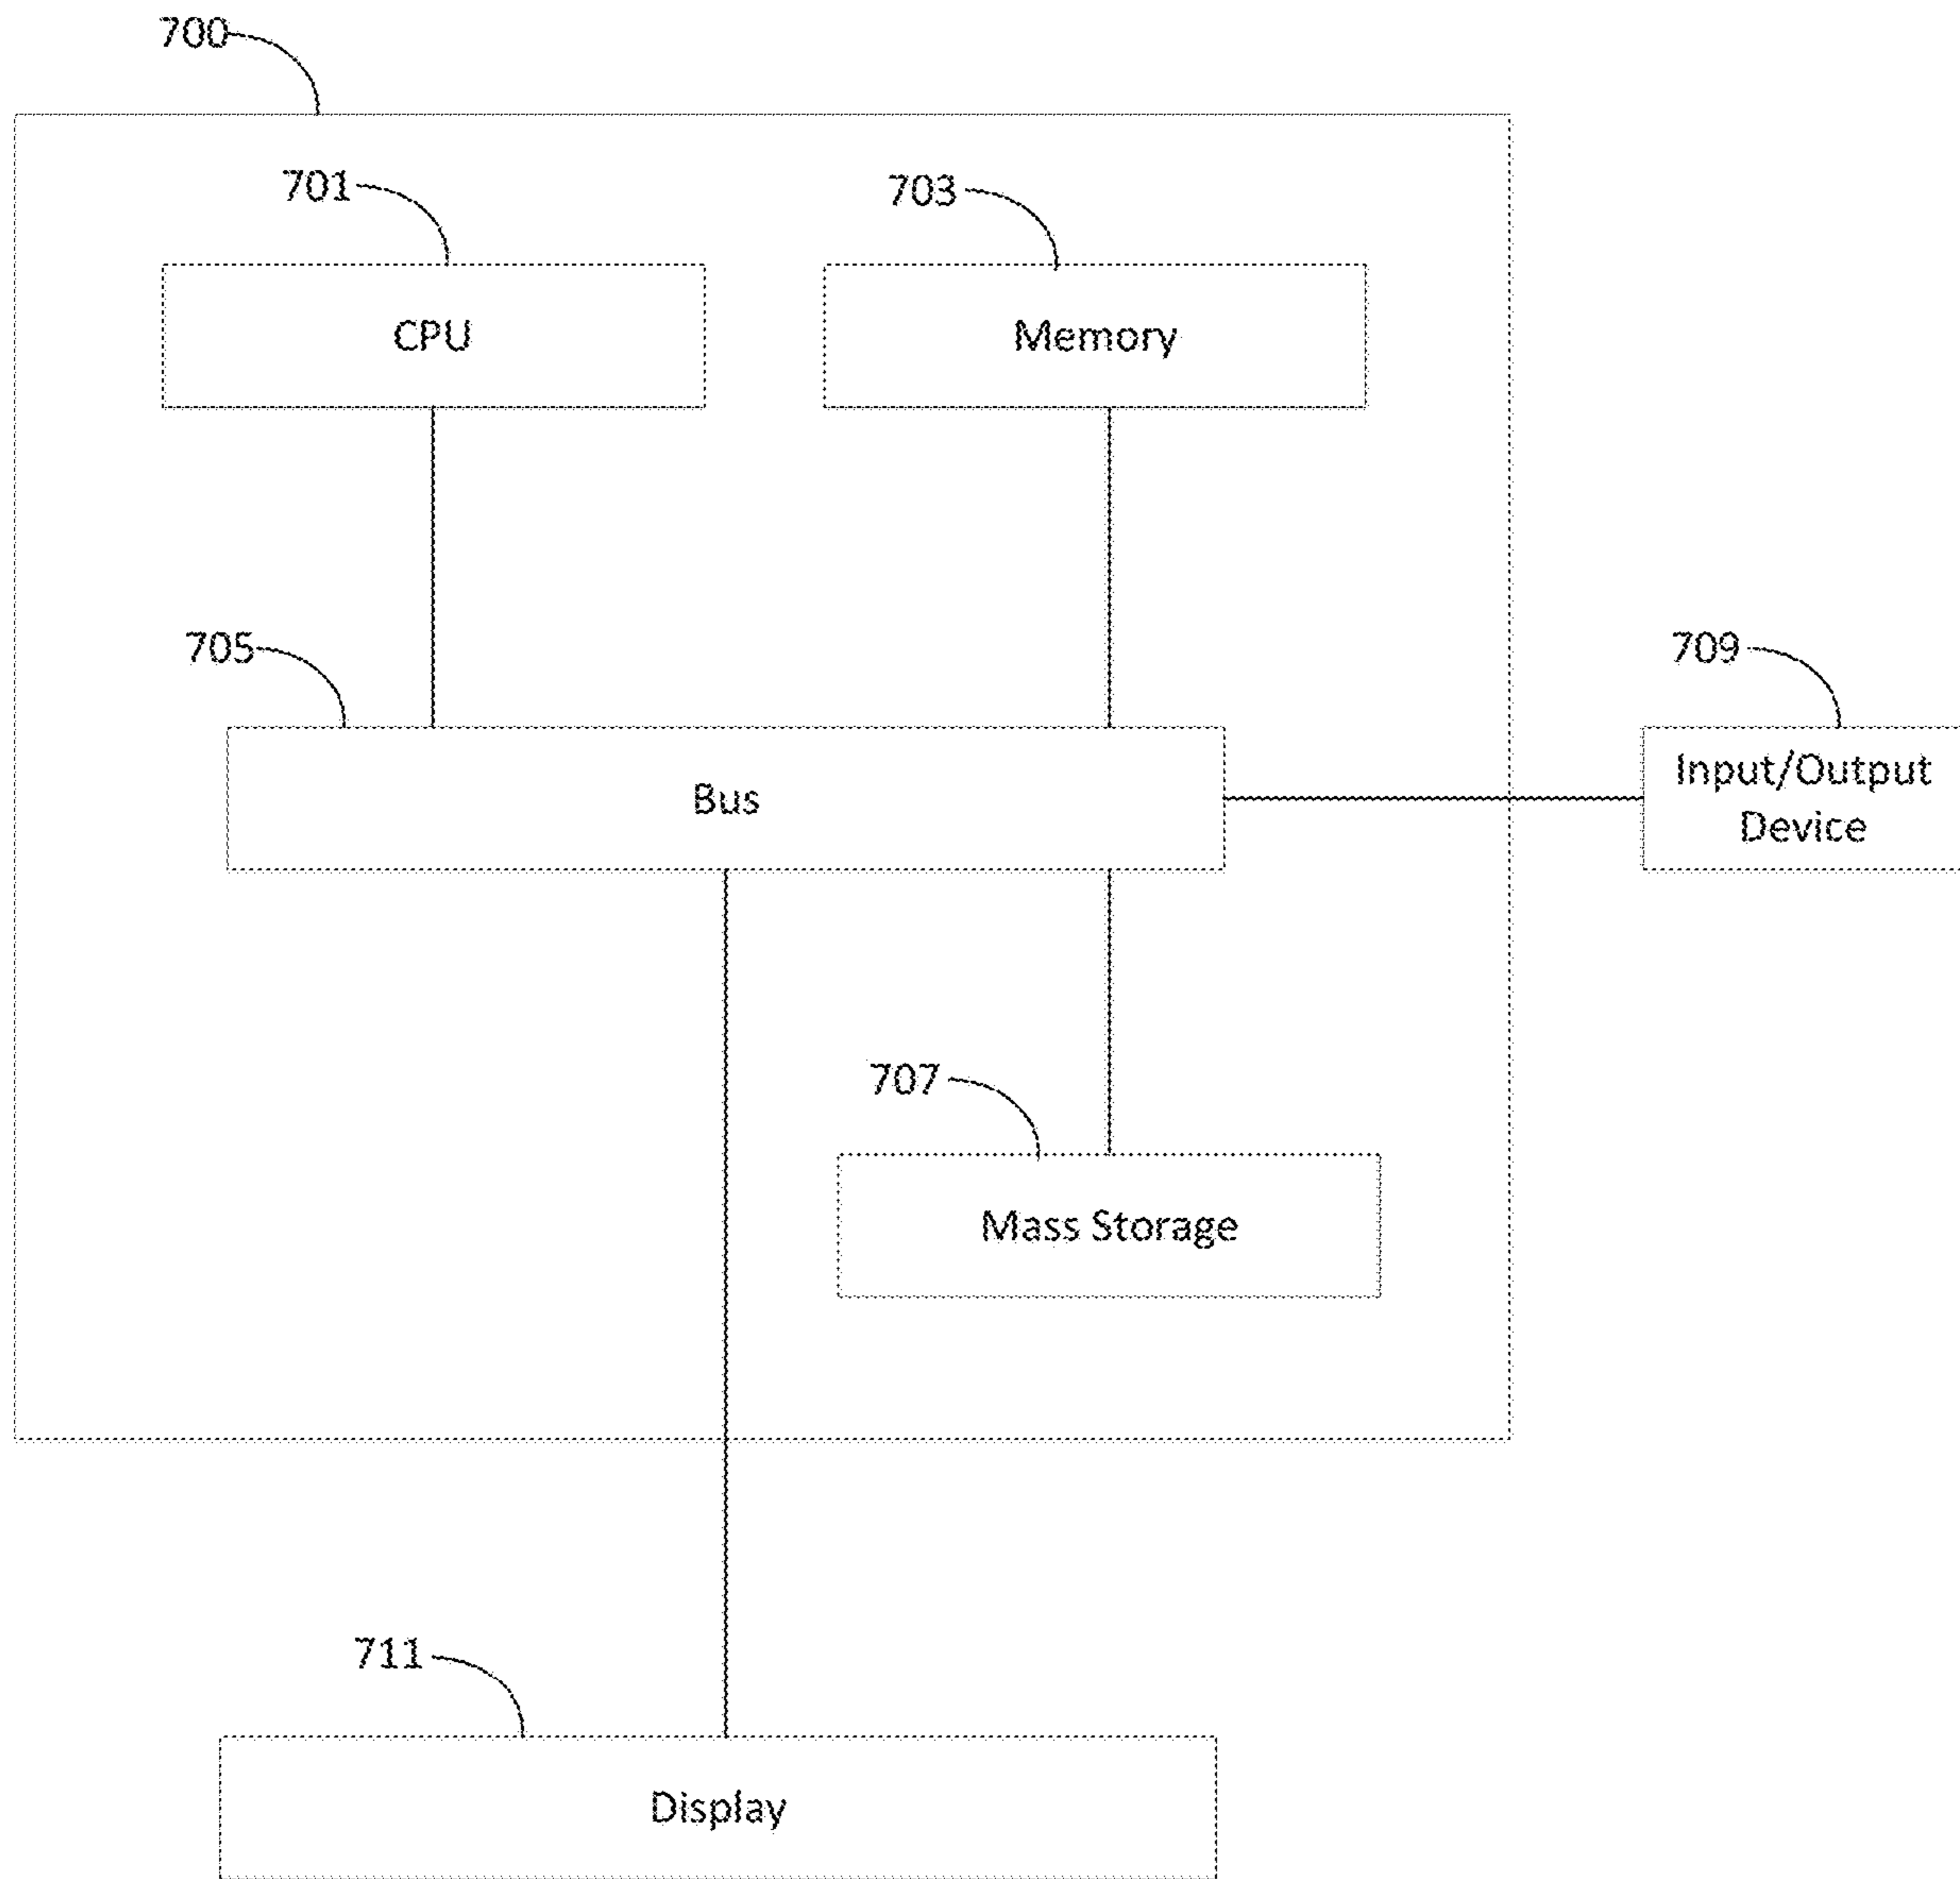 700
701
703
CPU
Memory
705
709
Bus
Input/Output
Device
707
Mass Storage
711
Display